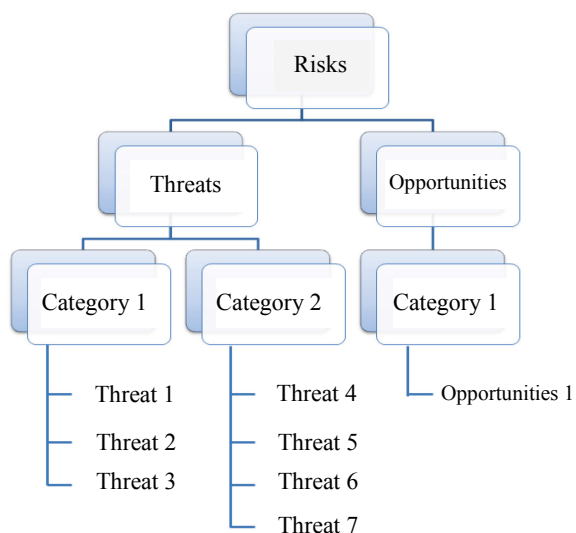 Risks
Threats
Opportunities
Category 1
Category 2
Category 1
Threat 1
Threat 2
Threat 3
Threat 4
Threat 5
Threat 6
Threat 7
Opportunities 1